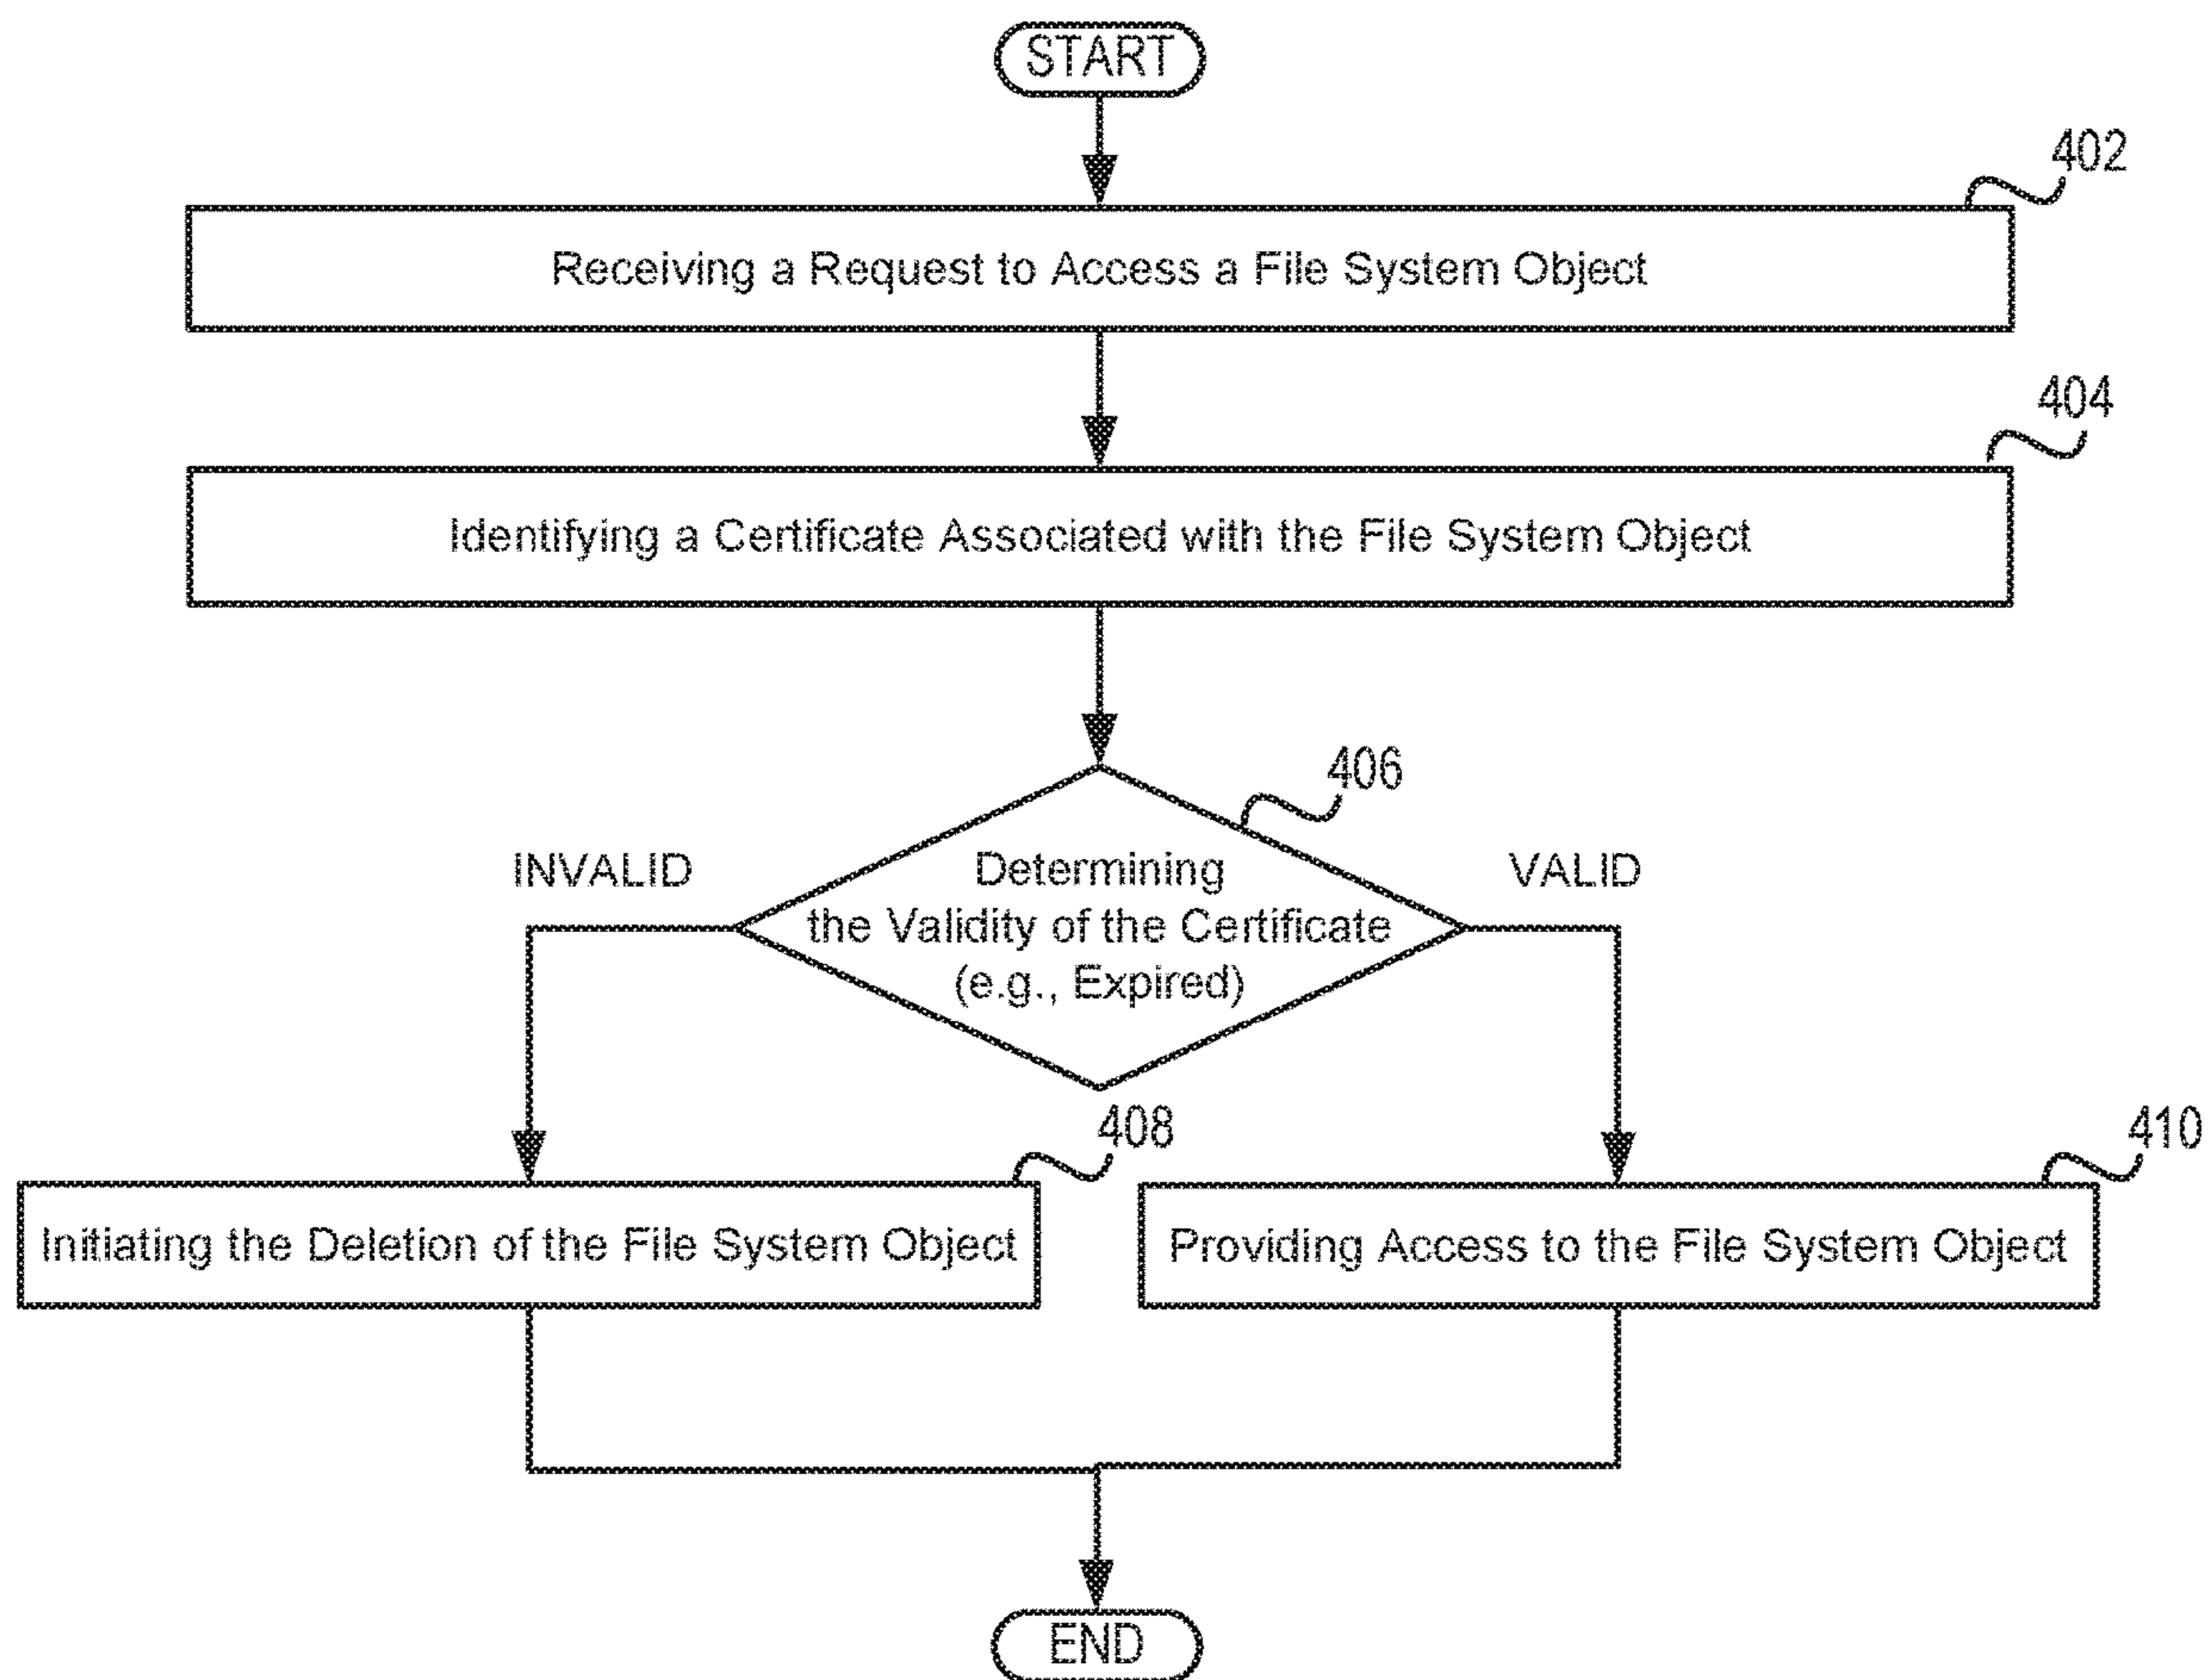 START
402
Receiving a Request to Access a File System Object
404
Identifying a Certificate Associated with the File System Object
406
INVALID
Determining
the Validity of the Certificate
(e.g., Expired)
VALID
408
Initiating the Deletion of the File System Object
410
Providing Access to the File System Object
END